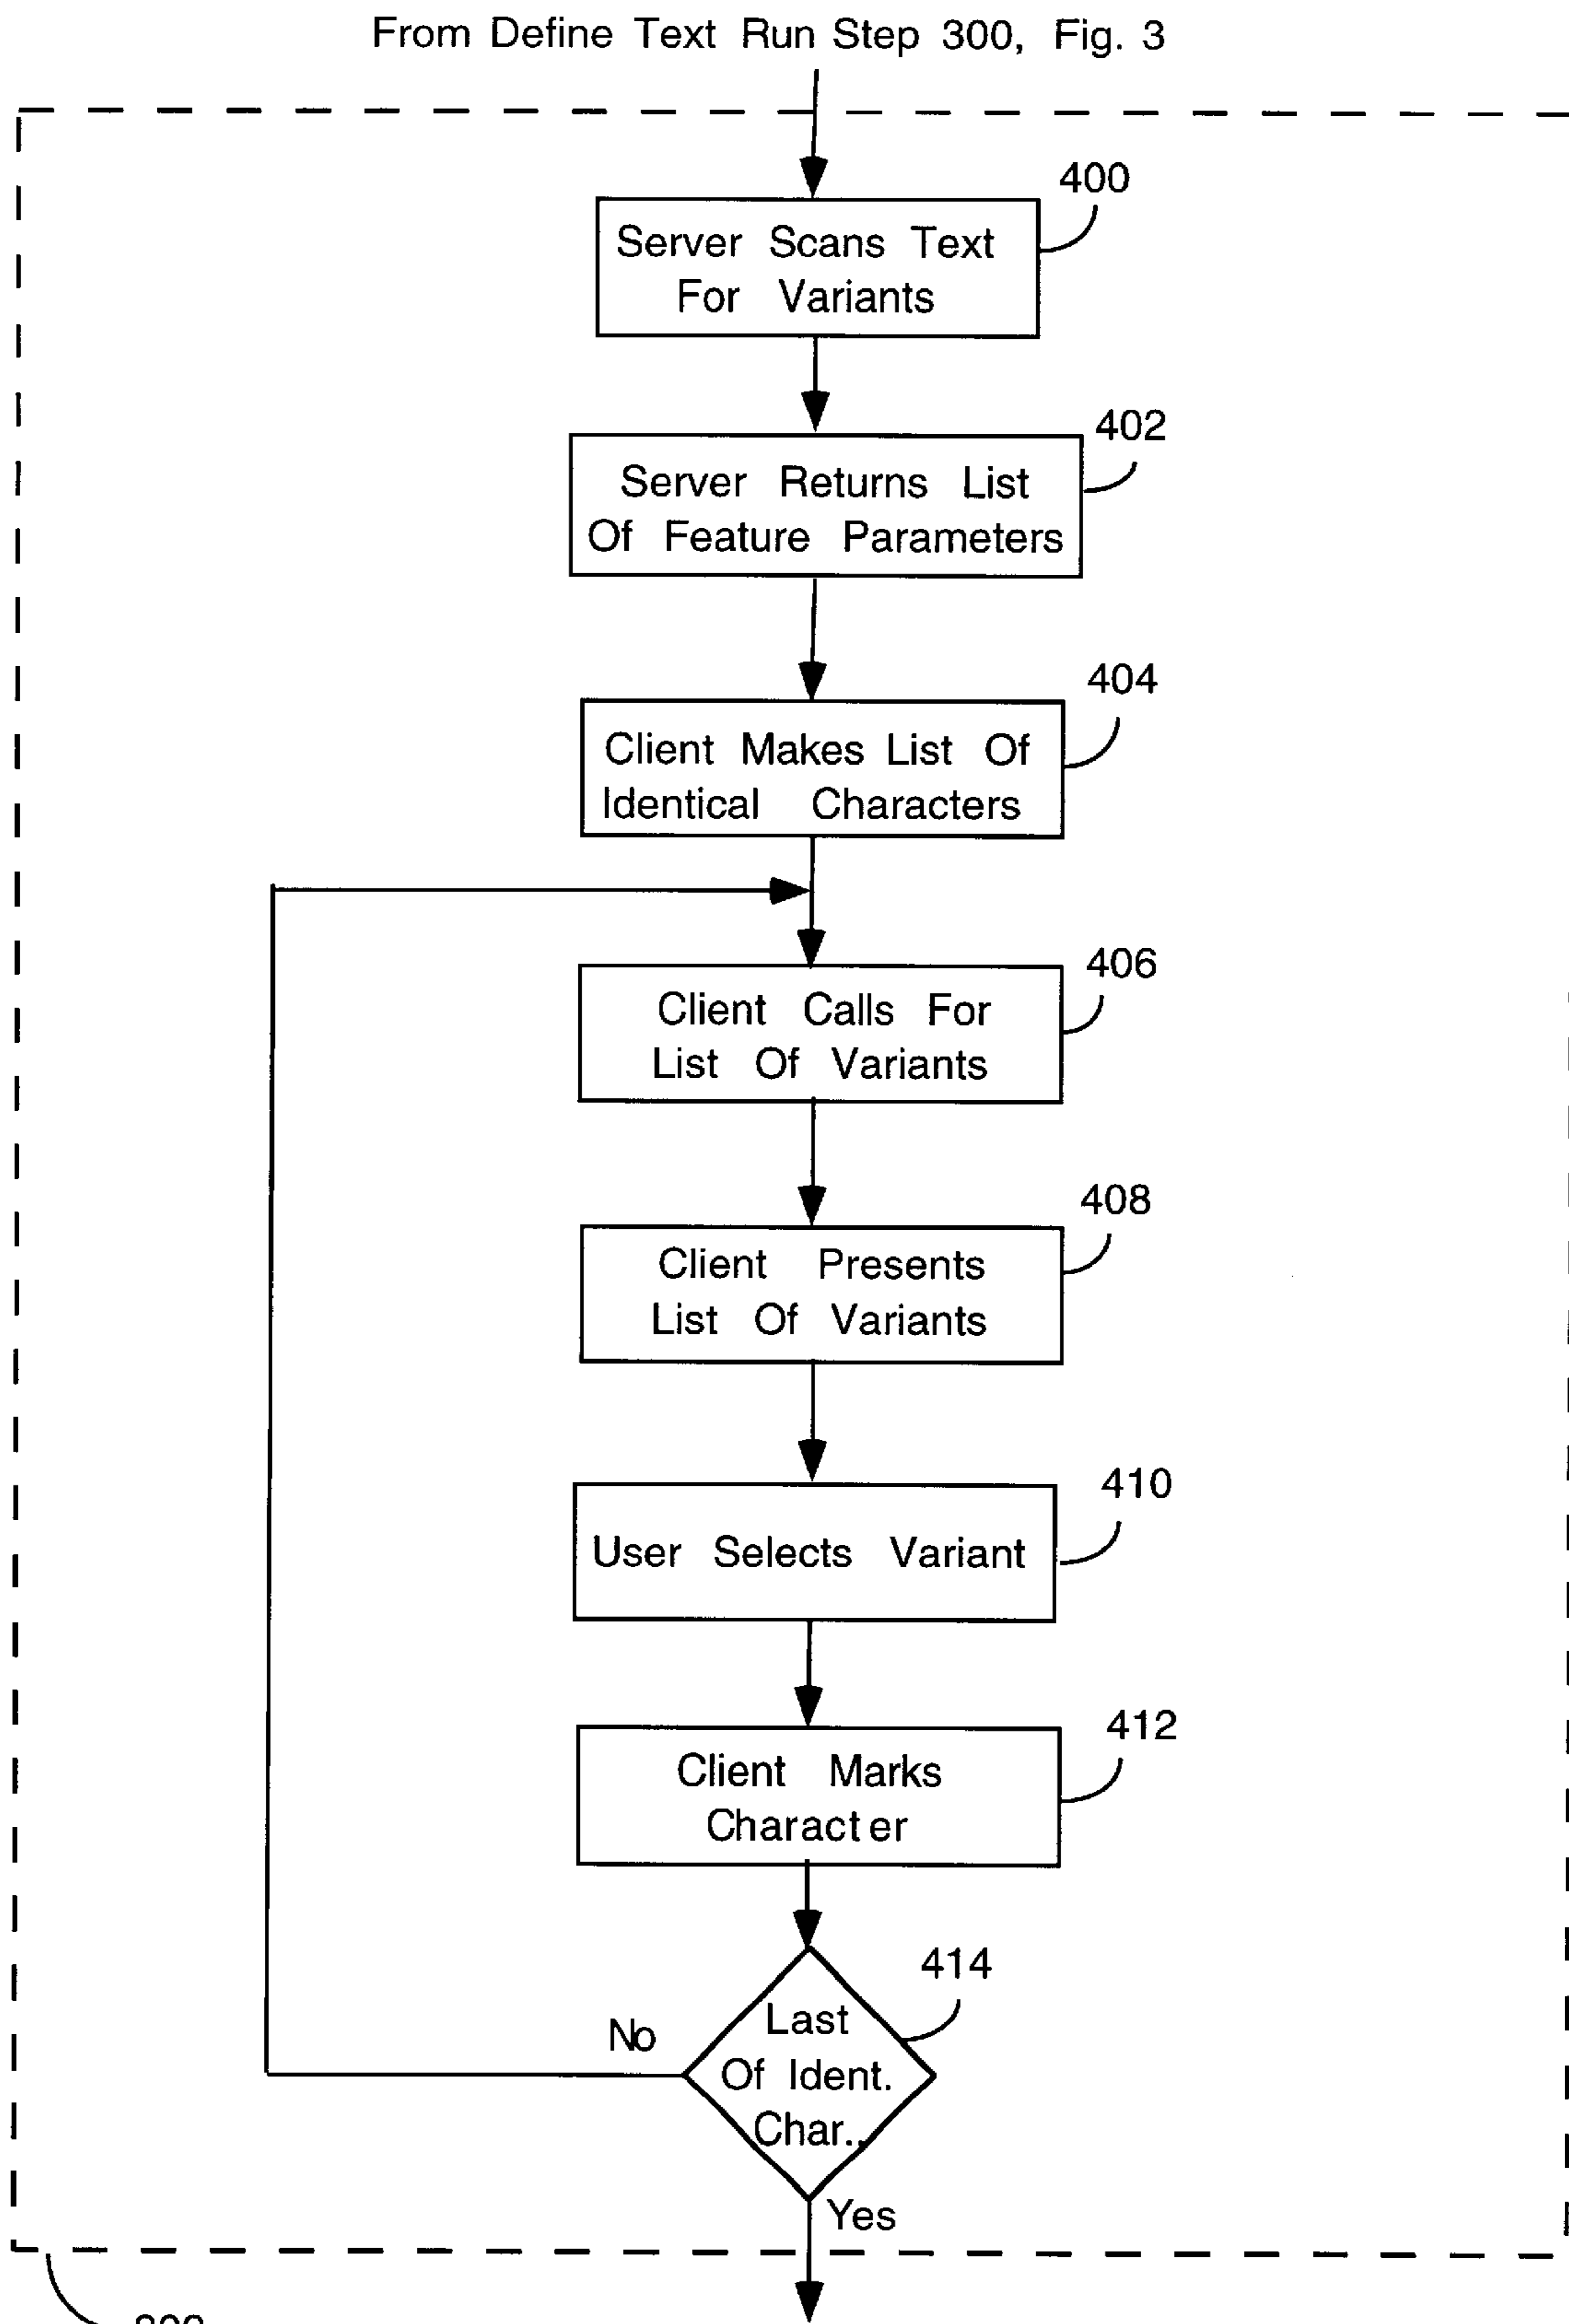 From Define Text Run Step 300, Fig. 3
400
Server Scans Text
For Variants
402
Server Returns List
Of Feature Parameters
404
Client Makes List Of
Identical Characters
406
Client Calls For
List Of Variants
408
Client Presents
List Of Variants
410
User Selects Variant
412
Client Marks
Character
414
Last
Of Ident.
Char..
No
Yes